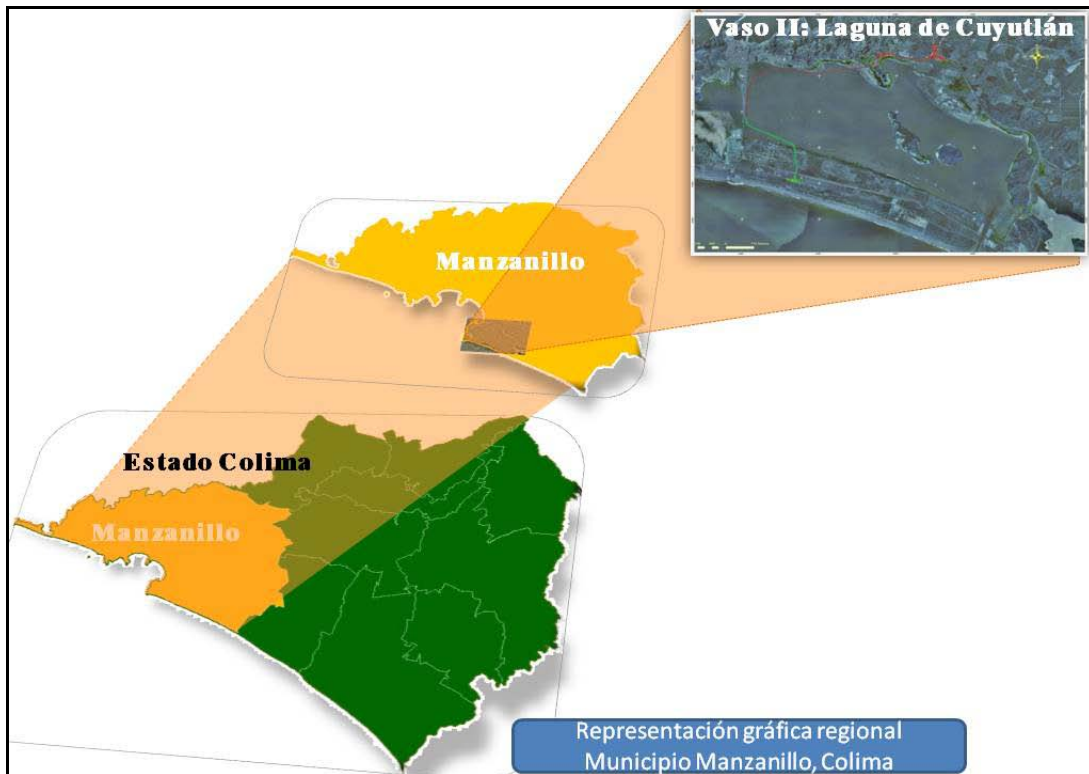 Vaso II: Laguna de Cuyutlán
Manzanillo
Estado Colima
Manzanillo
Representación gráfica regional
Municipio Manzanillo, Colima